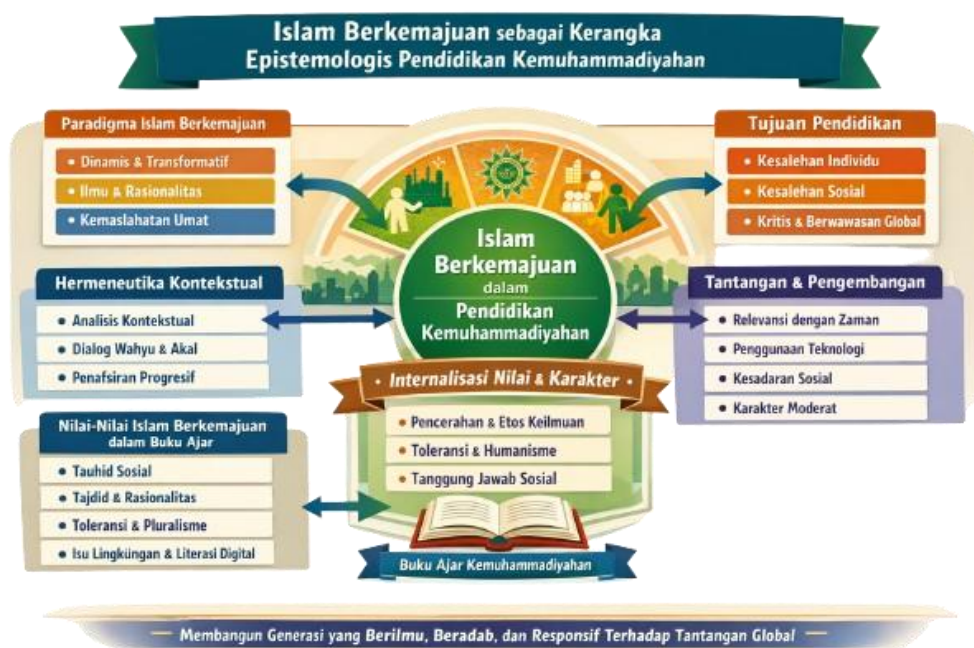 Islam Berkemajuan sebagai Kerangka
Epistemologis Pendidikan Kemuhammadiyahan
Paradigma Islam Berkemajuan
• Dinamis & Transformatif
• Ilmu & Rasionalitas
• Kemaslahatan Umat
Tujuan Pendidikan
• Kesalehan Individu
• Kesalehan Sosial
• Kritis & Berwawasan Global
Islam
Berkemajuan
dalam
Pendidikan
Kemuhammadiyahan
Hermeneutika Kontekstual
• Analisis Kontekstual
• Dialog Wahyu & Akal
• Penafsiran Progresif
Tantangan & Pengembangan
• Relevansi dengan Zaman
• Penggunaan Teknologi
• Kesadaran Sosial
• Karakter Moderat
• Internalisasi Nilai & Karakter •
• Pencerahan & Etos Keilmuan
• Toleransi & Humanisme
• Tanggung Jawab Sosial
Nilai-Nilai Islam Berkemajuan
dalam Buku Ajar
• Tauhid Sosial
• Tajdid & Rasionalitas
• Toleransi & Pluralisme
• Isu Lingkungan & Literasi Digital
Buku Ajar Kemuhammadiyahan
— Membangun Generasi yang Berilmu, Beradab, dan Responsif Terhadap Tantangan Global —